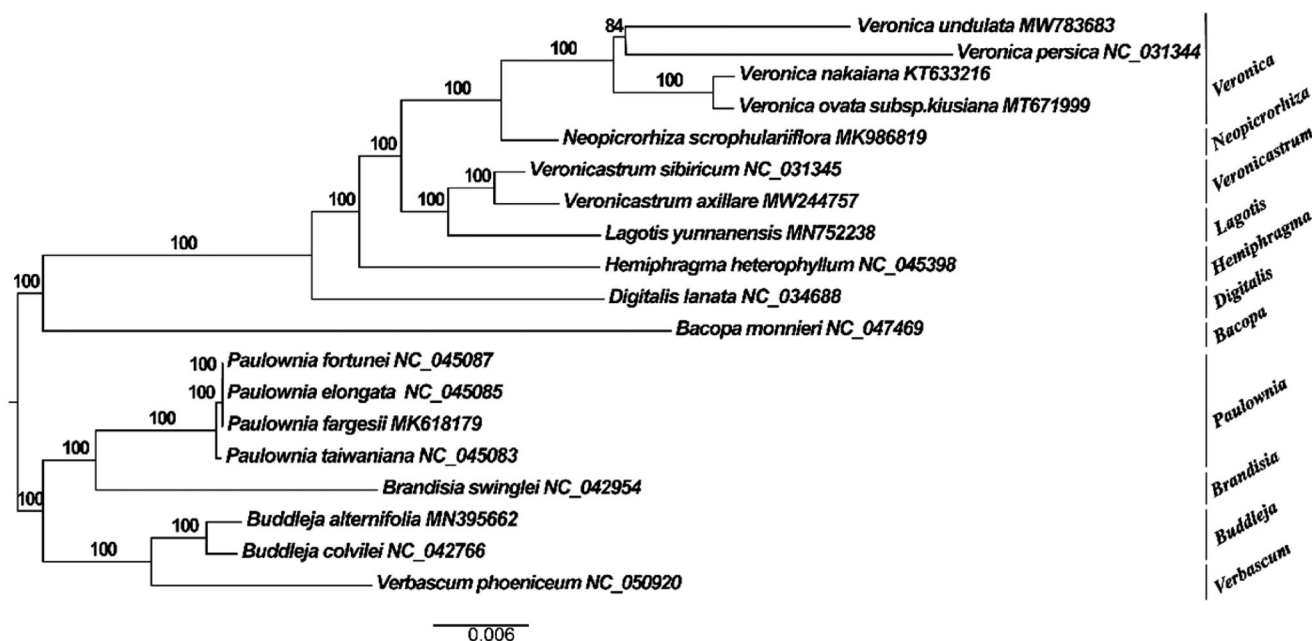 84
Veronica undulata MW783683
100
Veronica persica NC_031344
100
Veronica nakaiana KT633216
Veronica ovata subsp.kiusiana MT671999
Veronica
100
Neopicrorhiza scrophulariiflora MK986819
Neopicrorhiza
100
100
Veronicastrum sibiricum NC_031345
Veronicastrum axillare MW244757
Veronicastrum
100
100
Lagotis yunnanensis MN752238
Lagotis
100
Hemiphragma heterophyllum NC_045398
Hemiphragma
100
Digitalis lanata NC_034688
Digitalis
100
Bacopa monnieri NC_047469
Bacopa
100
Paulownia fortunei NC_045087
100
Paulownia elongata NC_045085
100
Paulownia fargesii MK618179
Paulownia taiwaniana NC_045083
Paulownia
100
Brandisia swinglei NC_042954
Brandisia
100
100
Buddleja alternifolia MN395662
Buddleja colvilei NC_042766
Buddleja
100
Verbascum phoeniceum NC_050920
Verbascum
0.006